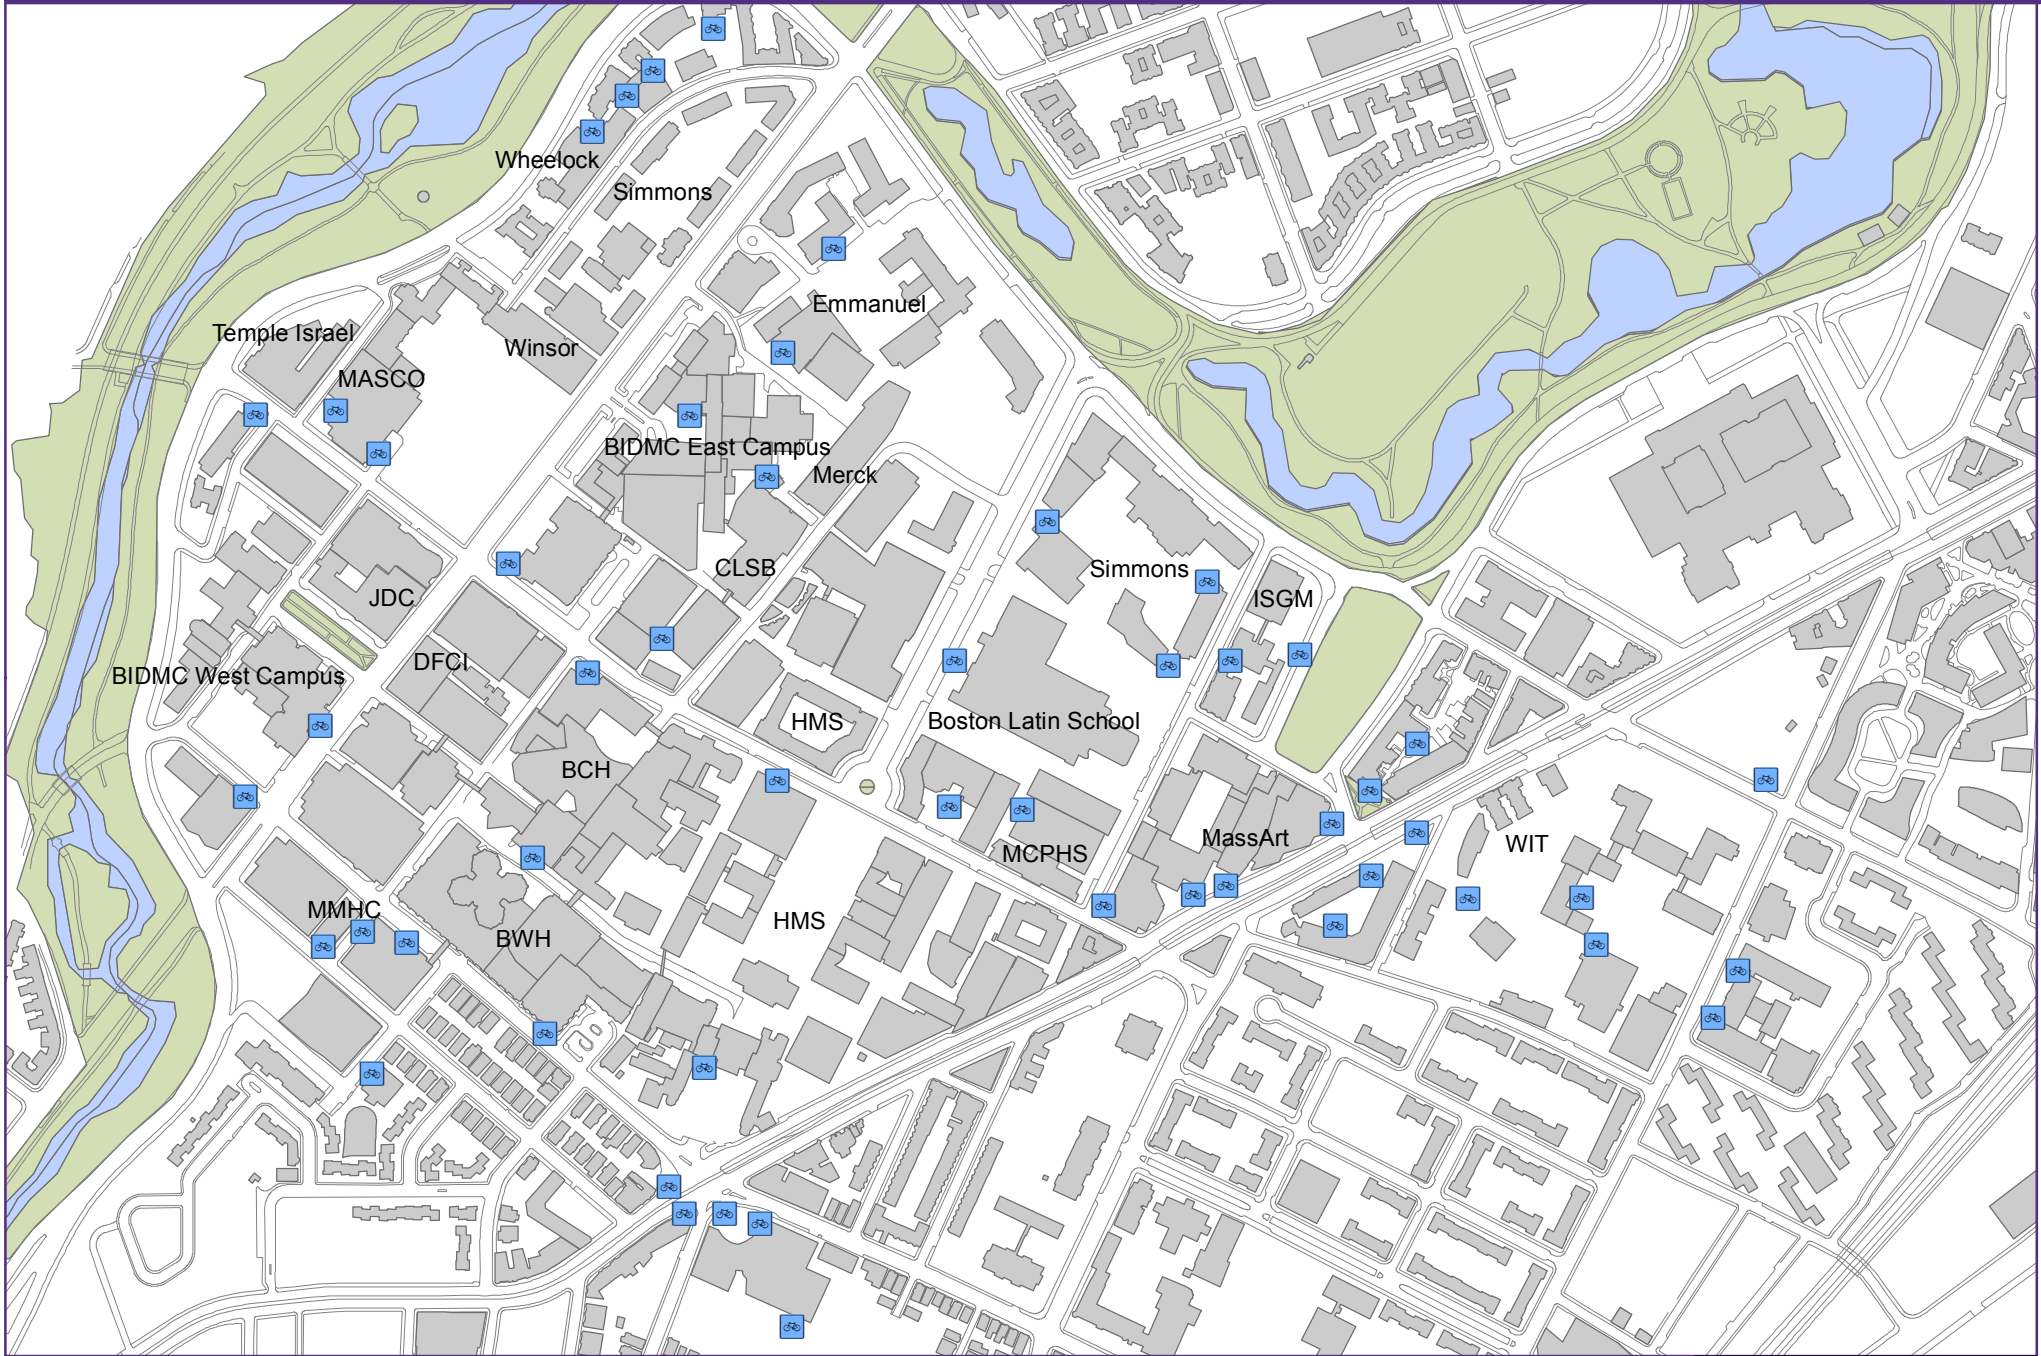 Wheelock
Simmons
Emmanuel
Temple Israel
Winsor
MASCO
BIDMC East Campus
Merck
CLSB
Simmons
JDC
ISGM
DFCI
BIDMC West Campus
HMS
Boston Latin School
BCH
MassArt
WIT
MCPHS
MMHC
HMS
BWH